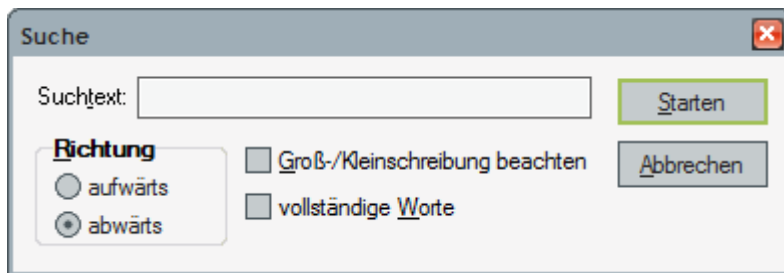 Suche
Suchtext:
Starten
Richtung
Groß-/Kleinschreibung beachten
Abbrechen
aufwärts
vollständige Worte
abwärts